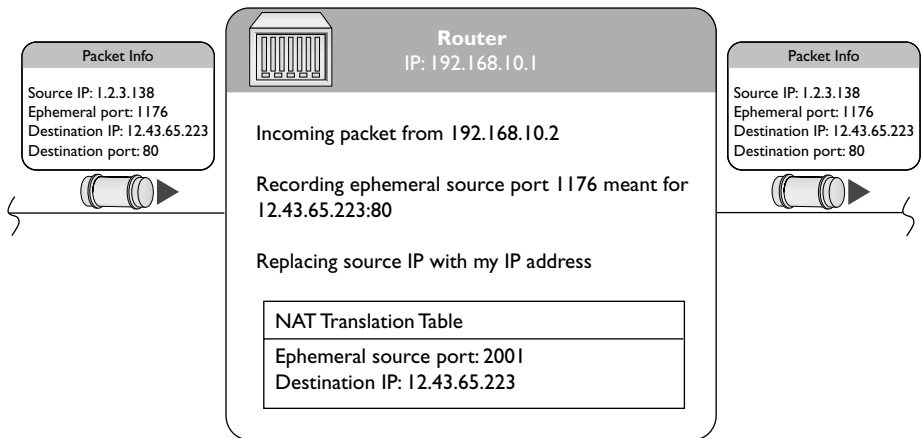 Packet Info
Source IP: 1.2.3.138
Ephemeral port: 1176
Destination IP: 12.43.65.223
Destination port: 80
Router
IP: 192.168.10.1
Incoming packet from 192.168.10.2
Recording ephemeral source port 1176 meant for
12.43.65.223:80
Replacing source IP with my IP address
NAT Translation Table
Ephemeral source port: 2001
Destination IP: 12.43.65.223
Packet Info
Source IP: 1.2.3.138
Ephemeral port: 1176
Destination IP: 12.43.65.223
Destination port: 80